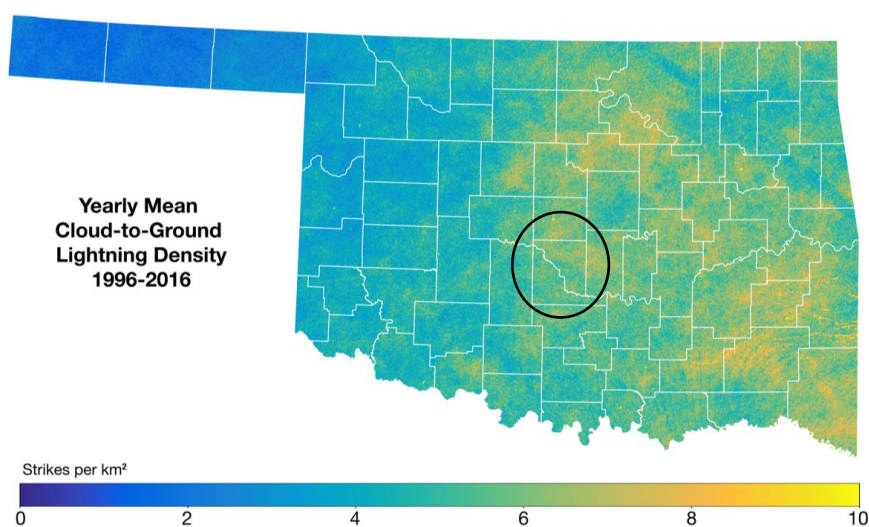 Yearly Mean
Cloud-to-Ground
Lightning Density
1996-2016
Strikes per km²
0 2 4 6 8 10